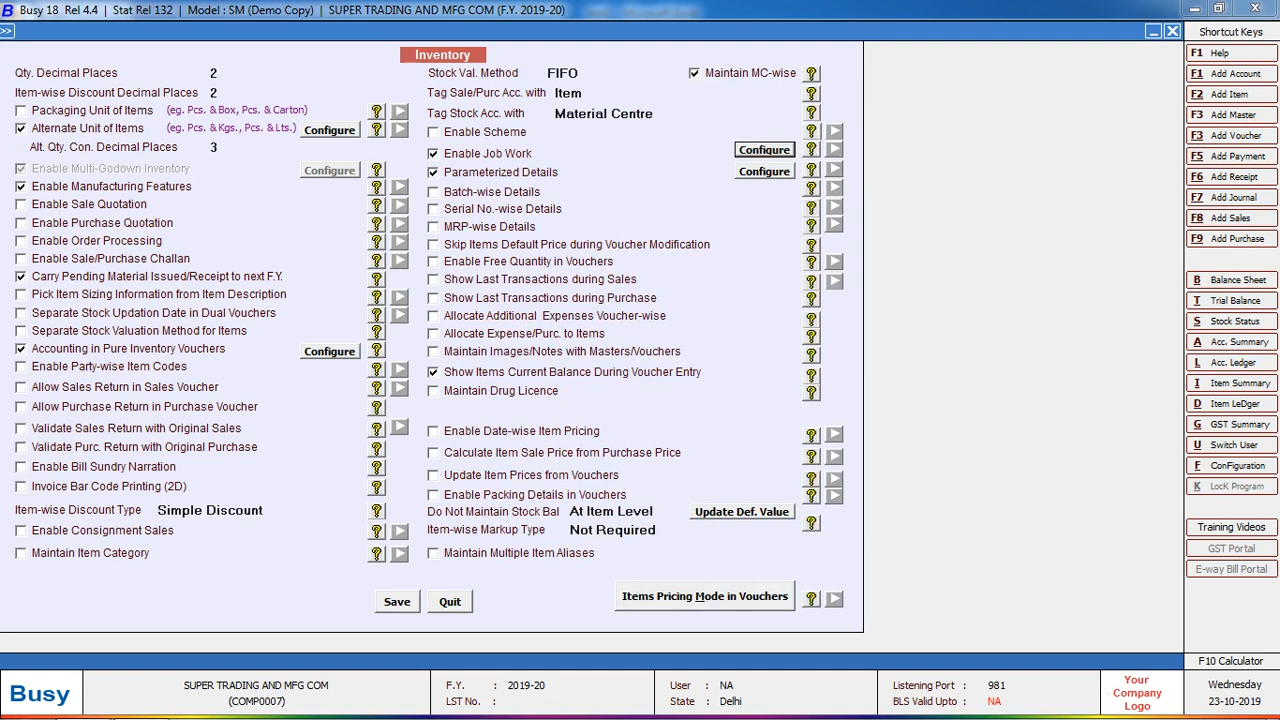 Busy 18 Rel 4.4 | Stat Rel 132 | Model : SM (Demo Copy) | SUPER TRADING AND MFG COM (F.Y. 2019-20)
>>
Inventory
Qty. Decimal Places 2
Item-wise Discount Decimal Places 2
Packaging Unit of Items (eg. Pcs. & Box, Pcs. & Carton) ?
Alternate Unit of Items (eg. Pcs. & Kgs., Pcs. & Lts.) Configure ?
Alt. Qty. Con. Decimal Places 3
Enable Multi-Godown Inventory Configure ?
Enable Manufacturing Features ?
Enable Sale Quotation ?
Enable Purchase Quotation ?
Enable Order Processing ?
Enable Sale/Purchase Challan ?
Carry Pending Material Issued/Receipt to next F.Y. ?
Pick Item Sizing Information from Item Description ?
Separate Stock Updation Date in Dual Vouchers ?
Separate Stock Valuation Method for Items ?
Accounting in Pure Inventory Vouchers Configure ?
Enable Party-wise Item Codes ?
Allow Sales Return in Sales Voucher ?
Allow Purchase Return in Purchase Voucher ?
Validate Sales Return with Original Sales ?
Validate Purc. Return with Original Purchase ?
Enable Bill Sundry Narration ?
Invoice Bar Code Printing (2D) ?
Item-wise Discount Type Simple Discount ?
Enable Consignment Sales ?
Maintain Item Category ?
Stock Val. Method FIFO Maintain MC-wise ?
Tag Sale/Purc Acc. with Item ?
Tag Stock Acc. with Material Centre ?
Enable Scheme ?
Enable Job Work Configure ?
Parameterized Details Configure ?
Batch-wise Details ?
Serial No.-wise Details ?
MRP-wise Details ?
Skip Items Default Price during Voucher Modification ?
Enable Free Quantity in Vouchers ?
Show Last Transactions during Sales ?
Show Last Transactions during Purchase ?
Allocate Additional Expenses Voucher-wise ?
Allocate Expense/Purc. to Items ?
Maintain Images/Notes with Masters/Vouchers ?
Show Items Current Balance During Voucher Entry ?
Maintain Drug Licence ?
Enable Date-wise Item Pricing ?
Calculate Item Sale Price from Purchase Price ?
Update Item Prices from Vouchers ?
Enable Packing Details in Vouchers ?
Do Not Maintain Stock Bal At Item Level Update Def. Value
Item-wise Markup Type Not Required ?
Maintain Multiple Item Aliases
Save Quit Items Pricing Mode in Vouchers ?
Shortcut Keys
F1 Help
F1 Add Account
F2 Add Item
F3 Add Master
F3 Add Voucher
F5 Add Payment
F6 Add Receipt
F7 Add Journal
F8 Add Sales
F9 Add Purchase
B Balance Sheet
T Trial Balance
S Stock Status
A Acc. Summary
L Acc. Ledger
I Item Summary
D Item LeDger
G GST Summary
U Switch User
F ConFiguration
K LocK Program
Training Videos
GST Portal
E-way Bill Portal
F10 Calculator
Busy
SUPER TRADING AND MFG COM
(COMP0007)
F.Y. : 2019-20
LST No. :
User : NA
State : Delhi
Listening Port : 981
BLS Valid Upto : NA
Your
Company
Logo
Wednesday
23-10-2019